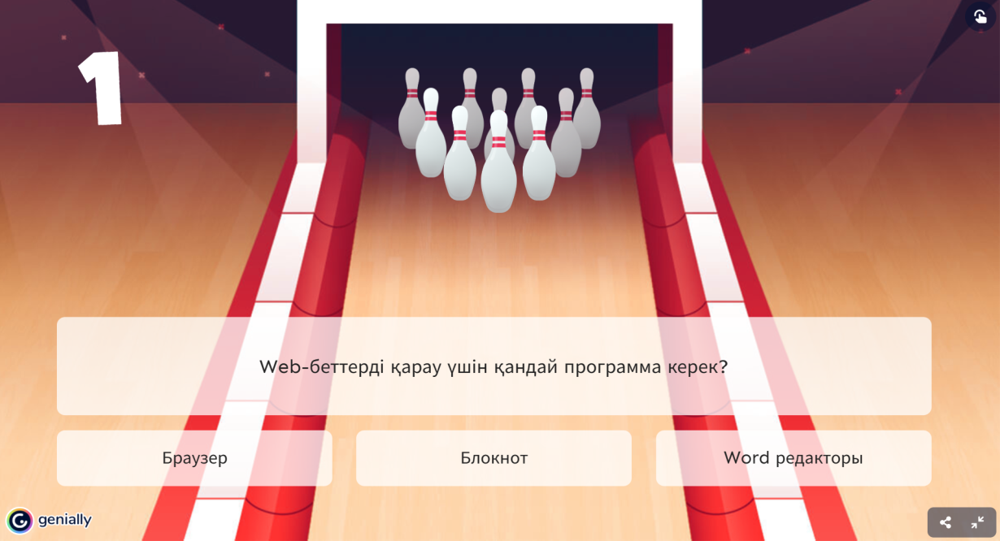 1
Web-беттерді қарау үшін қандай программа керек?
Браузер
Блокнот
Word редакторы
genially